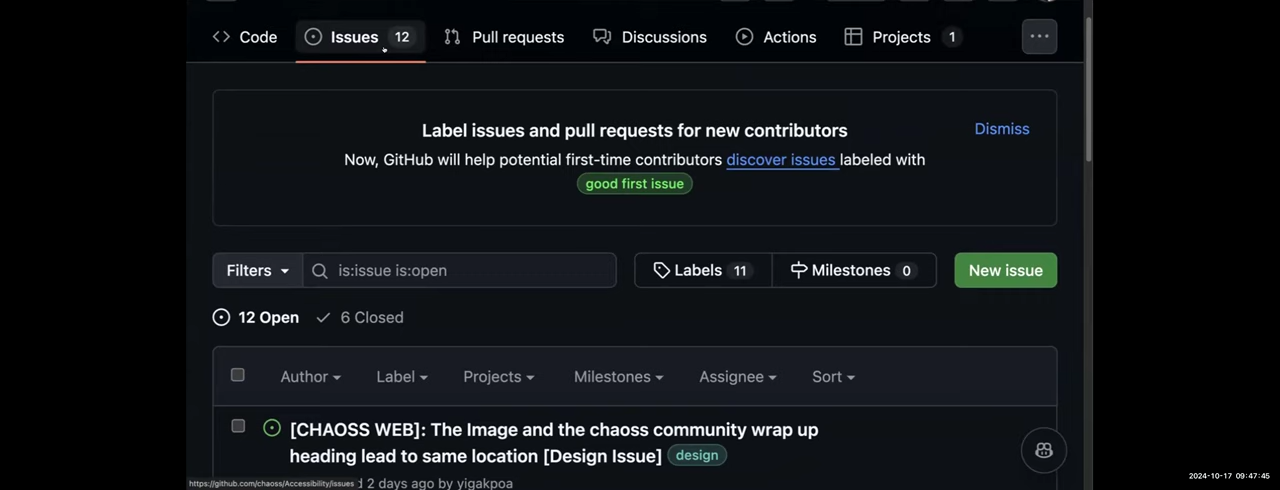 Code Issues 12 Pull requests Discussions Actions Projects 1
Label issues and pull requests for new contributors
Dismiss
Now, GitHub will help potential first-time contributors discover issues labeled with
good first issue
Filters is:issue is:open Labels 11 Milestones 0 New issue
12 Open 6 Closed
Author Label Projects Milestones Assignee Sort
[CHAOSS WEB]: The Image and the chaoss community wrap up
heading lead to same location [Design Issue] design
2 days ago by yigakpoa
https://github.com/chaoss/Accessibility/issues
2024-10-17 09:47:45